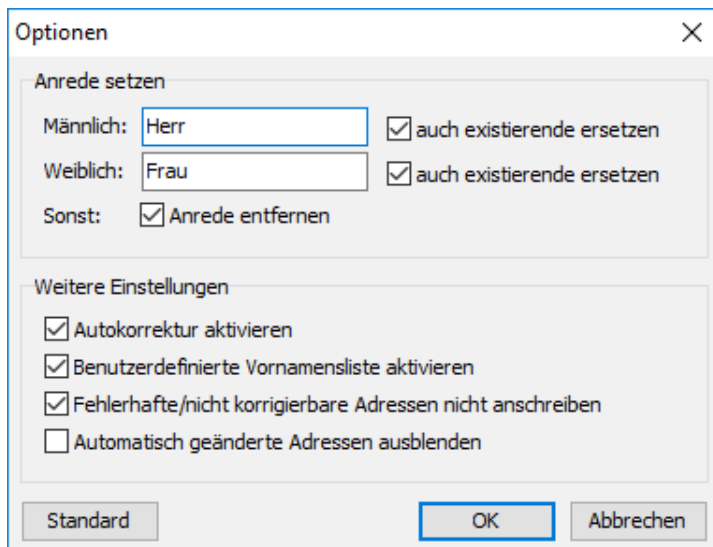 Optionen
Anrede setzen
Männlich: Herr auch existierende ersetzen
Weiblich: Frau auch existierende ersetzen
Sonst: Anrede entfernen
Weitere Einstellungen
Autokorrektur aktivieren
Benutzerdefinierte Vornamensliste aktivieren
Fehlerhafte/nicht korrigierbare Adressen nicht anschreiben
Automatisch geänderte Adressen ausblenden
Standard OK Abbrechen